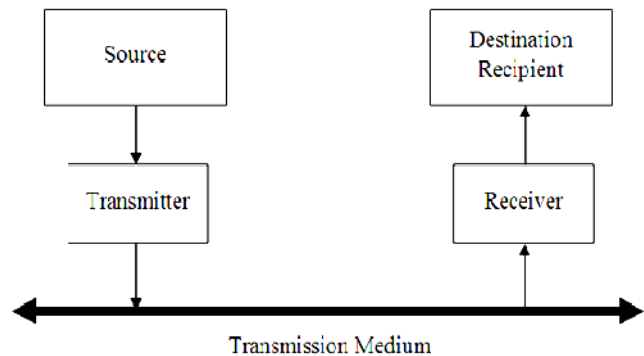 Source
Destination
Recipient
Transmitter
Receiver
Transmission Medium